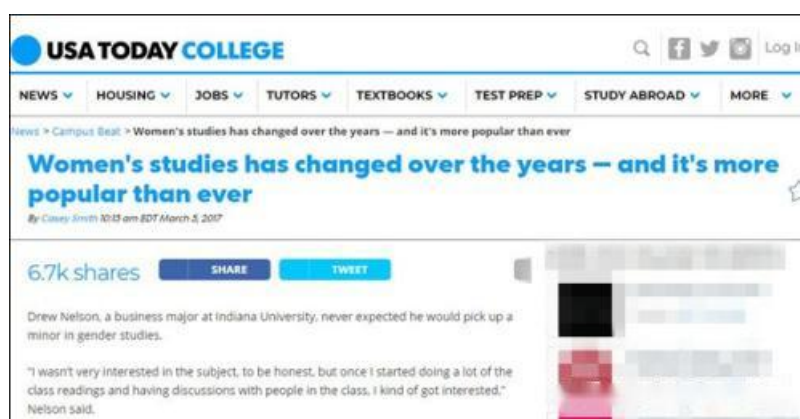 USA TODAY COLLEGE
Log In
NEWS HOUSING JOBS TUTORS TEXTBOOKS TEST PREP STUDY ABROAD MORE
News > Campus Beat > Women's studies has changed over the years — and it's more popular than ever
Women's studies has changed over the years — and it's more
popular than ever
By Casey Smith 10:13 am EDT March 3, 2017
6.7k shares SHARE TWEET
Drew Nelson, a business major at Indiana University, never expected he would pick up a
minor in gender studies.
"I wasn't very interested in the subject, to be honest, but once I started doing a lot of the
class readings and having discussions with people in the class, I kind of got interested,"
Nelson said.